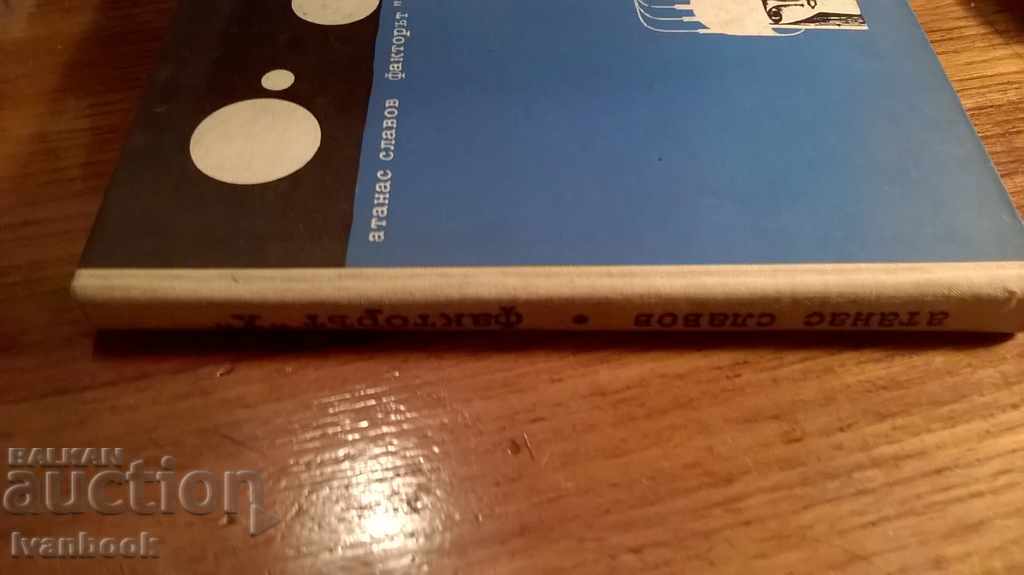 атанас славов факторът "
атанас славов • факторът „х"
BALKAN
auction
Ivanbook